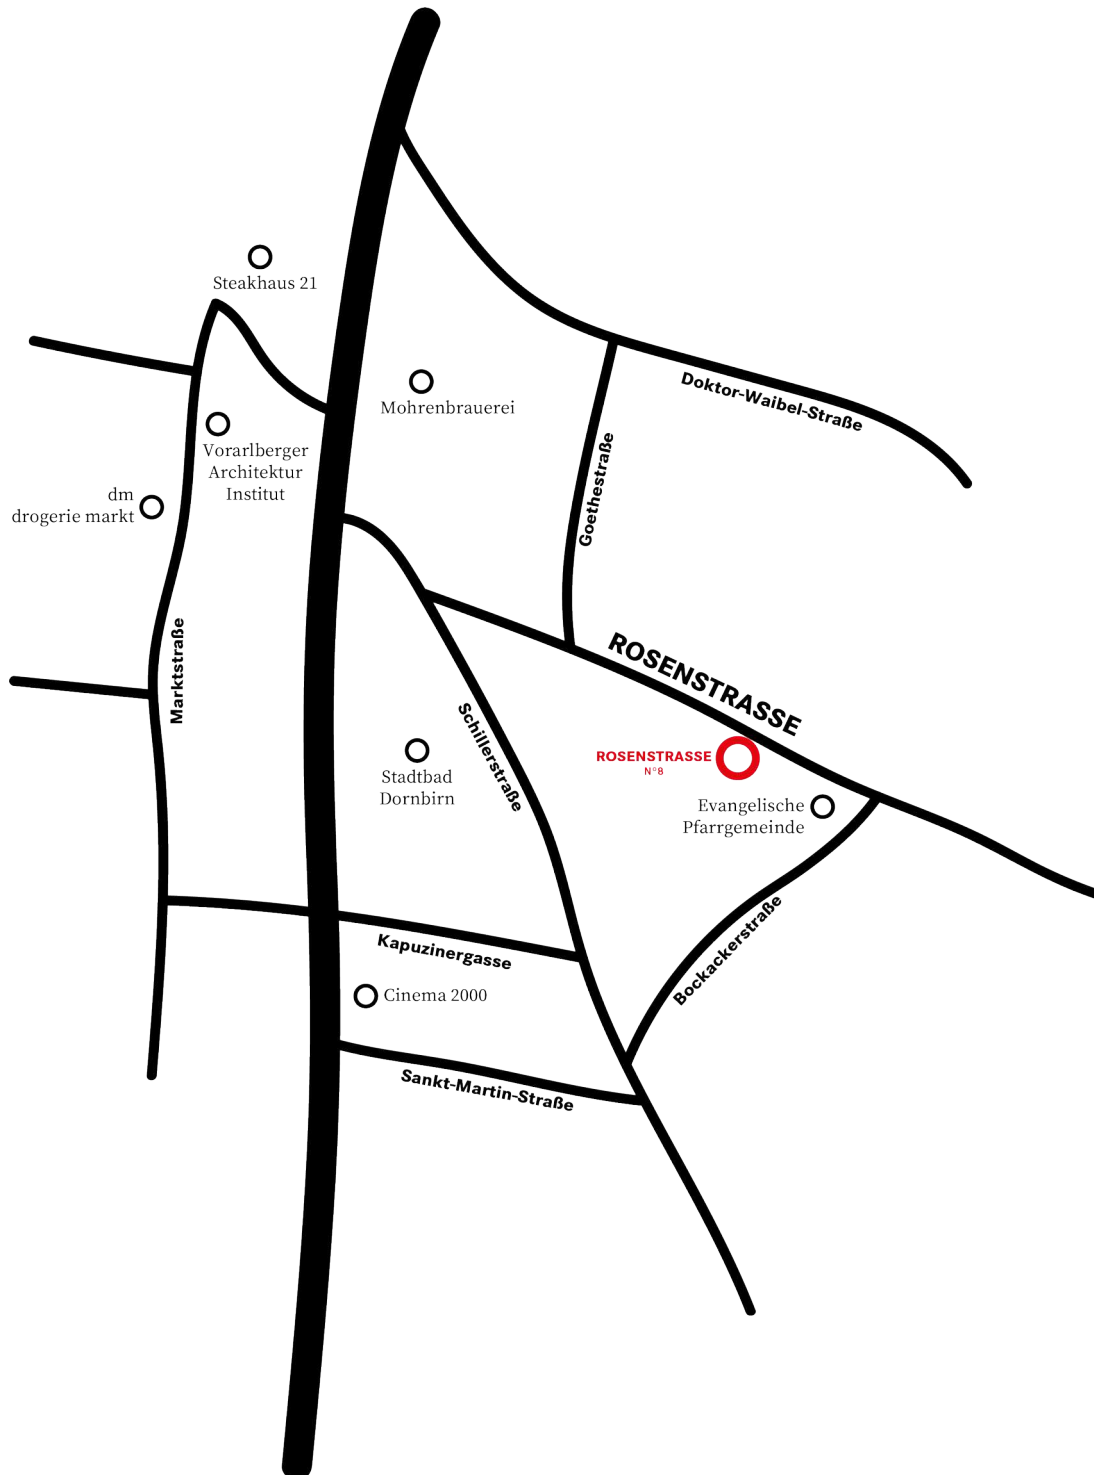 Steakhaus 21
Mohrenbrauerei
Doktor-Waibel-Straße
Vorarlberger
Architektur
Institut
dm
drogerie markt
Goethestraße
Marktstraße
ROSENSTRASSE
Schillerstraße
ROSENSTRASSE
N°8
Stadtbad
Dornbirn
Evangelische
Pfarrgemeinde
Bockackerstraße
Kapuzinergasse
Cinema 2000
Sankt-Martin-Straße